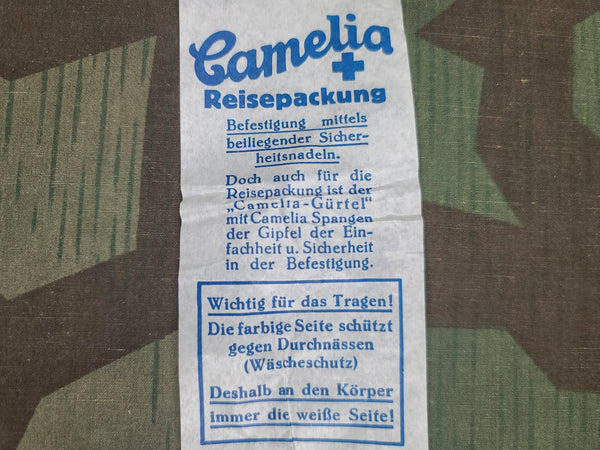 Camelia
Reisepackung
Befestigung mittels
beiliegender Sicher-
heitsnadeln.
Doch auch für die
Reisepackung ist der
„Camelia-Gürtel"
mit Camelia Spangen
der Gipfel der Ein-
fachheit u. Sicherheit
in der Befestigung.
Wichtig für das Tragen!
Die farbige Seite schützt
gegen Durchnässen
(Wäscheschutz)
Deshalb an den Körper
immer die weiße Seite!